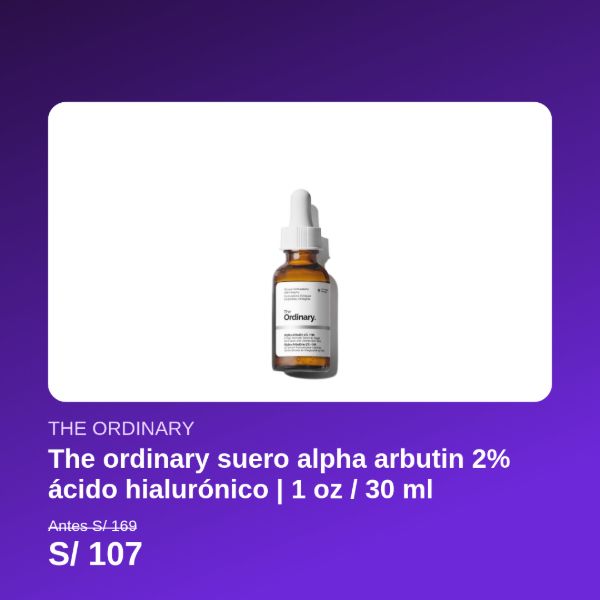 The
Ordinary.
THE ORDINARY
The ordinary suero alpha arbutin 2%
ácido hialurónico | 1 oz / 30 ml
Antes S/ 169
S/ 107